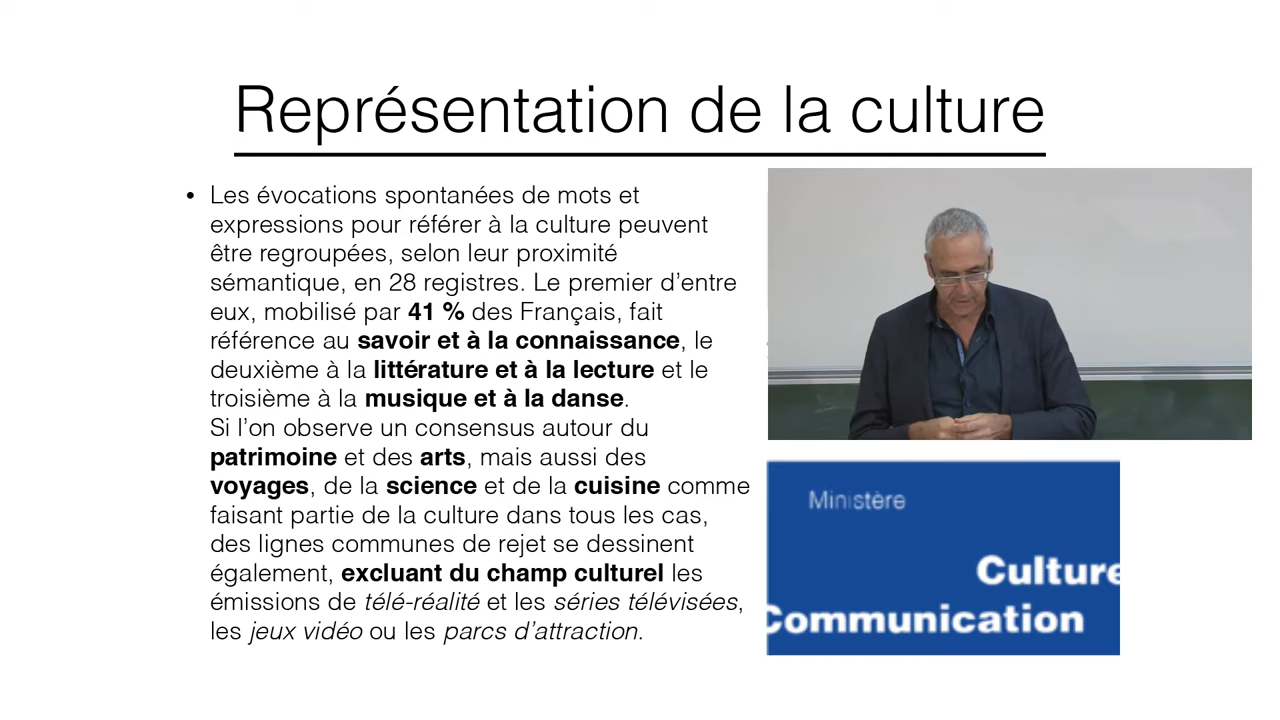 Représentation de la culture
• Les évocations spontanées de mots et
expressions pour référer à la culture peuvent
être regroupées, selon leur proximité
sémantique, en 28 registres. Le premier d’entre
eux, mobilisé par 41 % des Français, fait
référence au savoir et à la connaissance, le
deuxième à la littérature et à la lecture et le
troisième à la musique et à la danse.
Si l’on observe un consensus autour du
patrimoine et des arts, mais aussi des
voyages, de la science et de la cuisine comme
faisant partie de la culture dans tous les cas,
des lignes communes de rejet se dessinent
également, excluant du champ culturel les
émissions de télé-réalité et les séries télévisées,
les jeux vidéo ou les parcs d’attraction.
Ministère
Culture
Communication